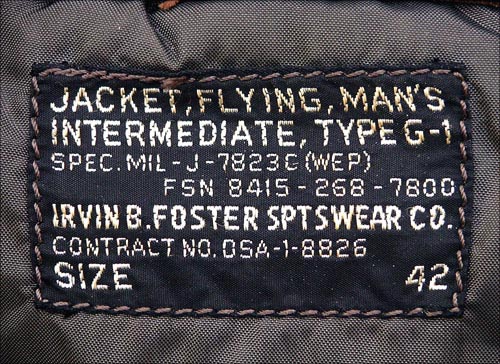 JACKET, FLYING, MAN'S
INTERMEDIATE, TYPE G-1
SPEC. MIL-J-7823C (WEP)
FSN 8415-268-7800
IRVIN B. FOSTER SPTSWEAR CO.
CONTRACT NO. DSA-1-8826
SIZE 42